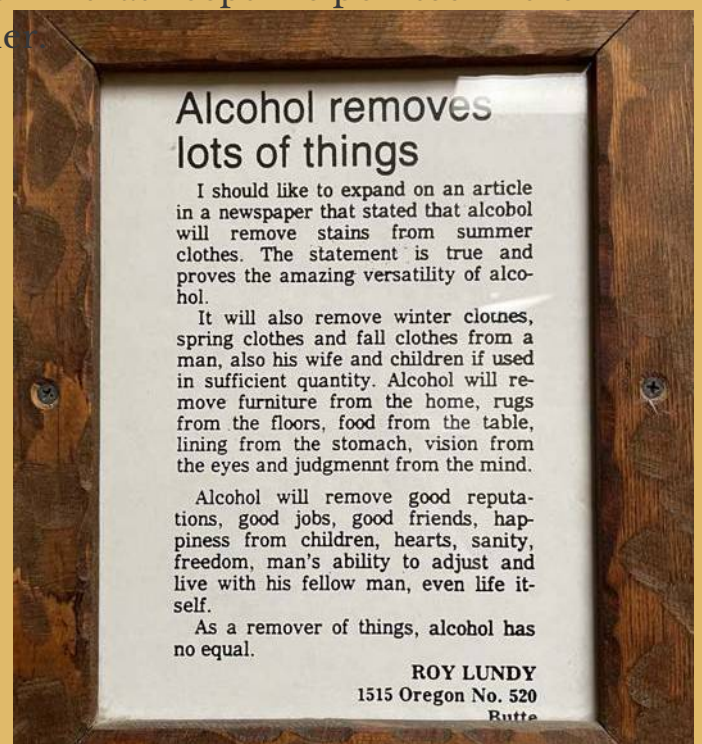 Alcohol removes
lots of things
I should like to expand on an article
in a newspaper that stated that alcohol
will remove stains from summer
clothes. The statement is true and
proves the amazing versatility of alco-
hol.
It will also remove winter clothes,
spring clothes and fall clothes from a
man, also his wife and children if used
in sufficient quantity. Alcohol will re-
move furniture from the home, rugs
from the floors, food from the table,
lining from the stomach, vision from
the eyes and judgmennt from the mind.
Alcohol will remove good reputa-
tions, good jobs, good friends, hap-
piness from children, hearts, sanity,
freedom, man's ability to adjust and
live with his fellow man, even life it-
self.
As a remover of things, alcohol has
no equal.
ROY LUNDY
1515 Oregon No. 520
Butte